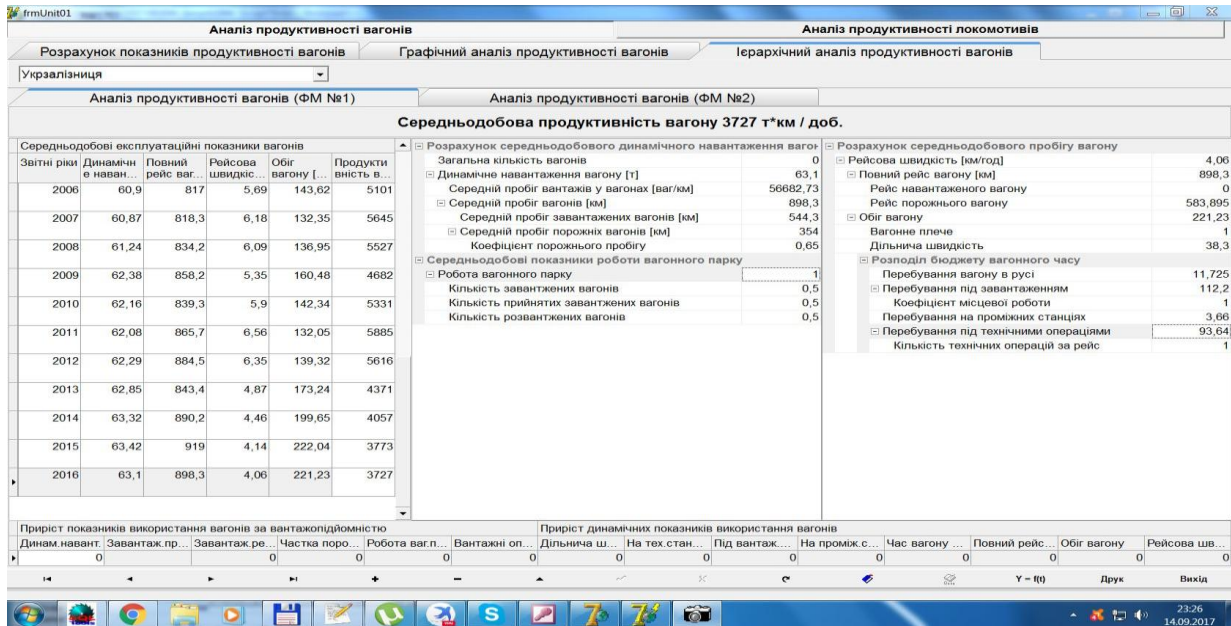 frmUnit01
Аналіз продуктивності вагонів Аналіз продуктивності локомотивів
Розрахунок показників продуктивності вагонів Графічний аналіз продуктивності вагонів Ієрархічний аналіз продуктивності вагонів
Укрзалізниця
Аналіз продуктивності вагонів (ФМ №1) Аналіз продуктивності вагонів (ФМ №2)
Середньодобова продуктивність вагону 3727 т*км / доб.
Середньодобові експлуатаційні показники вагонів
Звітні ріки Динамічн Повний Рейсова Обіг Продукти
е наван... рейс ваг... швидкіс... вагону [... вність в...
2006 60,9 817 5,69 143,62 5101
2007 60,87 818,3 6,18 132,35 5645
2008 61,24 834,2 6,09 136,95 5527
2009 62,38 858,2 5,35 160,48 4682
2010 62,16 839,3 5,9 142,34 5331
2011 62,08 865,7 6,56 132,05 5885
2012 62,29 884,5 6,35 139,32 5616
2013 62,85 843,4 4,87 173,24 4371
2014 63,32 890,2 4,46 199,65 4057
2015 63,42 919 4,14 222,04 3773
2016 63,1 898,3 4,06 221,23 3727
Розрахунок середньодобового динамічного навантаження вагон
Загальна кількість вагонів 0
Динамічне навантаження вагону [т] 63,1
Середній пробіг вантажів у вагонах [ваг/км] 56682,73
Середній пробіг вагонів [км] 898,3
Середній пробіг завантажених вагонів [км] 544,3
Середній пробіг порожніх вагонів [км] 354
Коефіцієнт порожнього пробігу 0,65
Середньодобові показники роботи вагонного парку
Робота вагонного парку 1
Кількість завантжених вагонів 0,5
Кількість прийнятих завантжених вагонів 0,5
Кількість розвантжених вагонів 0,5
Розрахунок середньодобового пробігу вагону
Рейсова швидкість [км/год] 4,06
Повний рейс вагону [км] 898,3
Рейс навантаженого вагону 0
Рейс порожнього вагону 583,895
Обіг вагону 221,23
Вагонне плече 1
Дільнича швидкість 38,3
Розподіл бюджету вагонного часу
Перебування вагону в русі 11,725
Перебування під завантаженням 112,2
Коефіцієнт місцевої роботи 1
Перебування на проміжних станціях 3,66
Перебування під технічними операціями 93,64
Кількість технічних операцій за рейс 1
Приріст показників використання вагонів за вантажопідйомністю Приріст динамічних показників використання вагонів
Динам.навант. Завантаж.пр... Завантаж.ре... Частка поро... Робота ваг.п... Вантажні оп... Дільнича ш... На тех.стан... Під вантаж.... На проміж.с... Час вагону ... Повний рейс... Обіг вагону Рейсова шв...
0 0 0 0 0 0 0 0 0 0 0 0 0 0
Y = f(t) Друк Вихід
23:26
14.09.2017